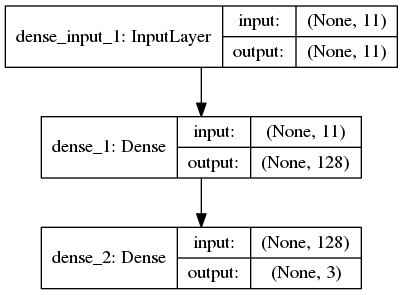 dense_input_1: InputLayer
input: (None, 11)
output: (None, 11)
dense_1: Dense
input: (None, 11)
output: (None, 128)
dense_2: Dense
input: (None, 128)
output: (None, 3)